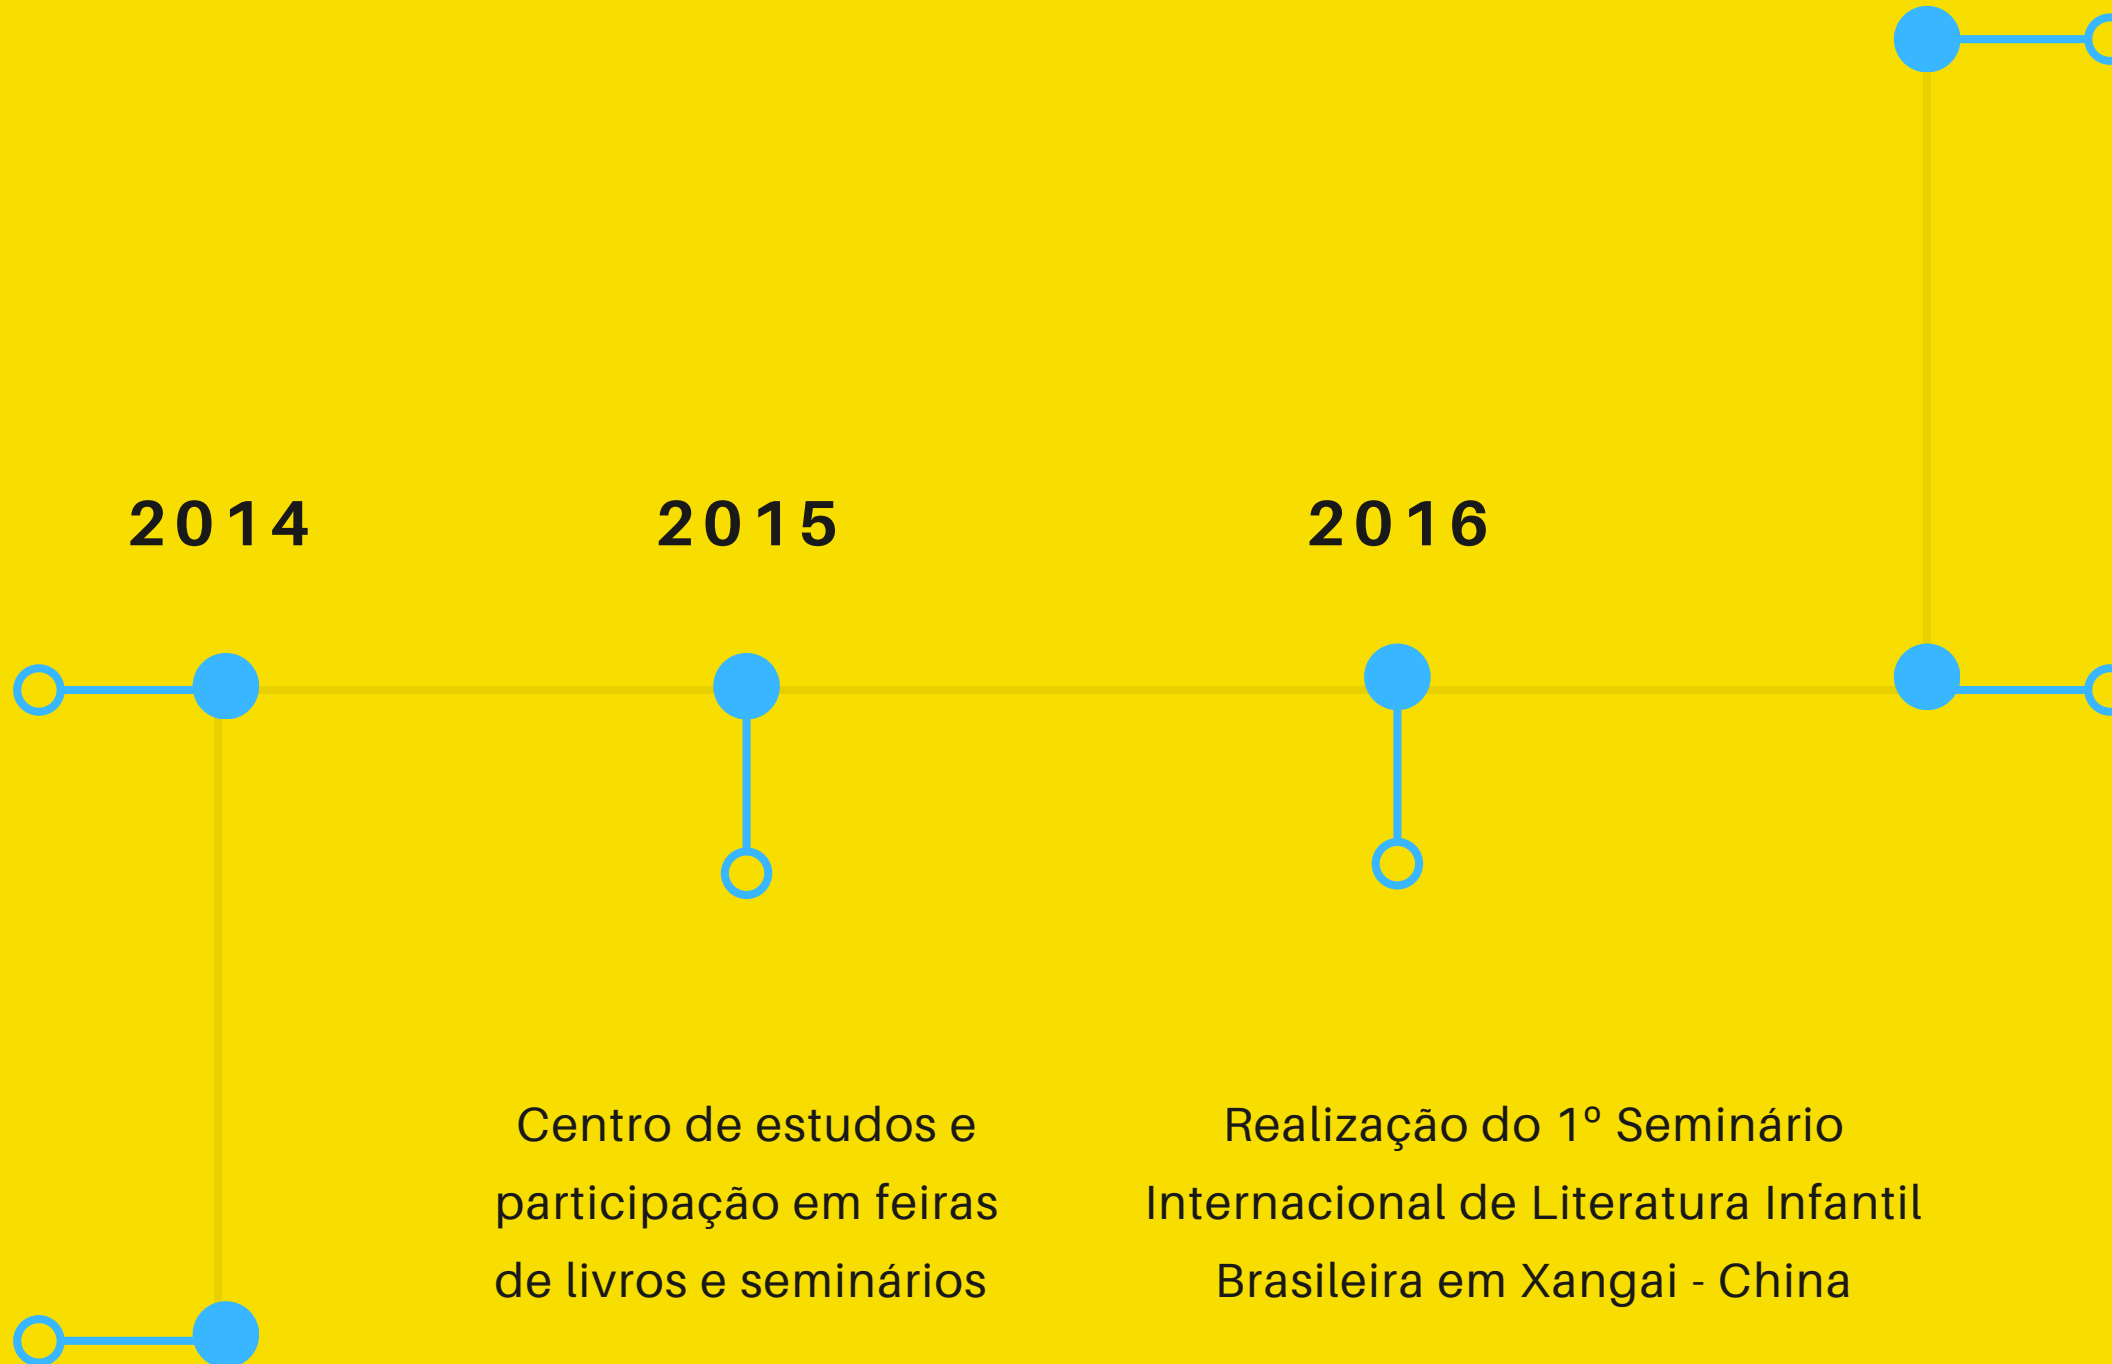 2014
2015
2016
Centro de estudos e
participação em feiras
de livros e seminários
Realização do 1º Seminário
Internacional de Literatura Infantil
Brasileira em Xangai - China